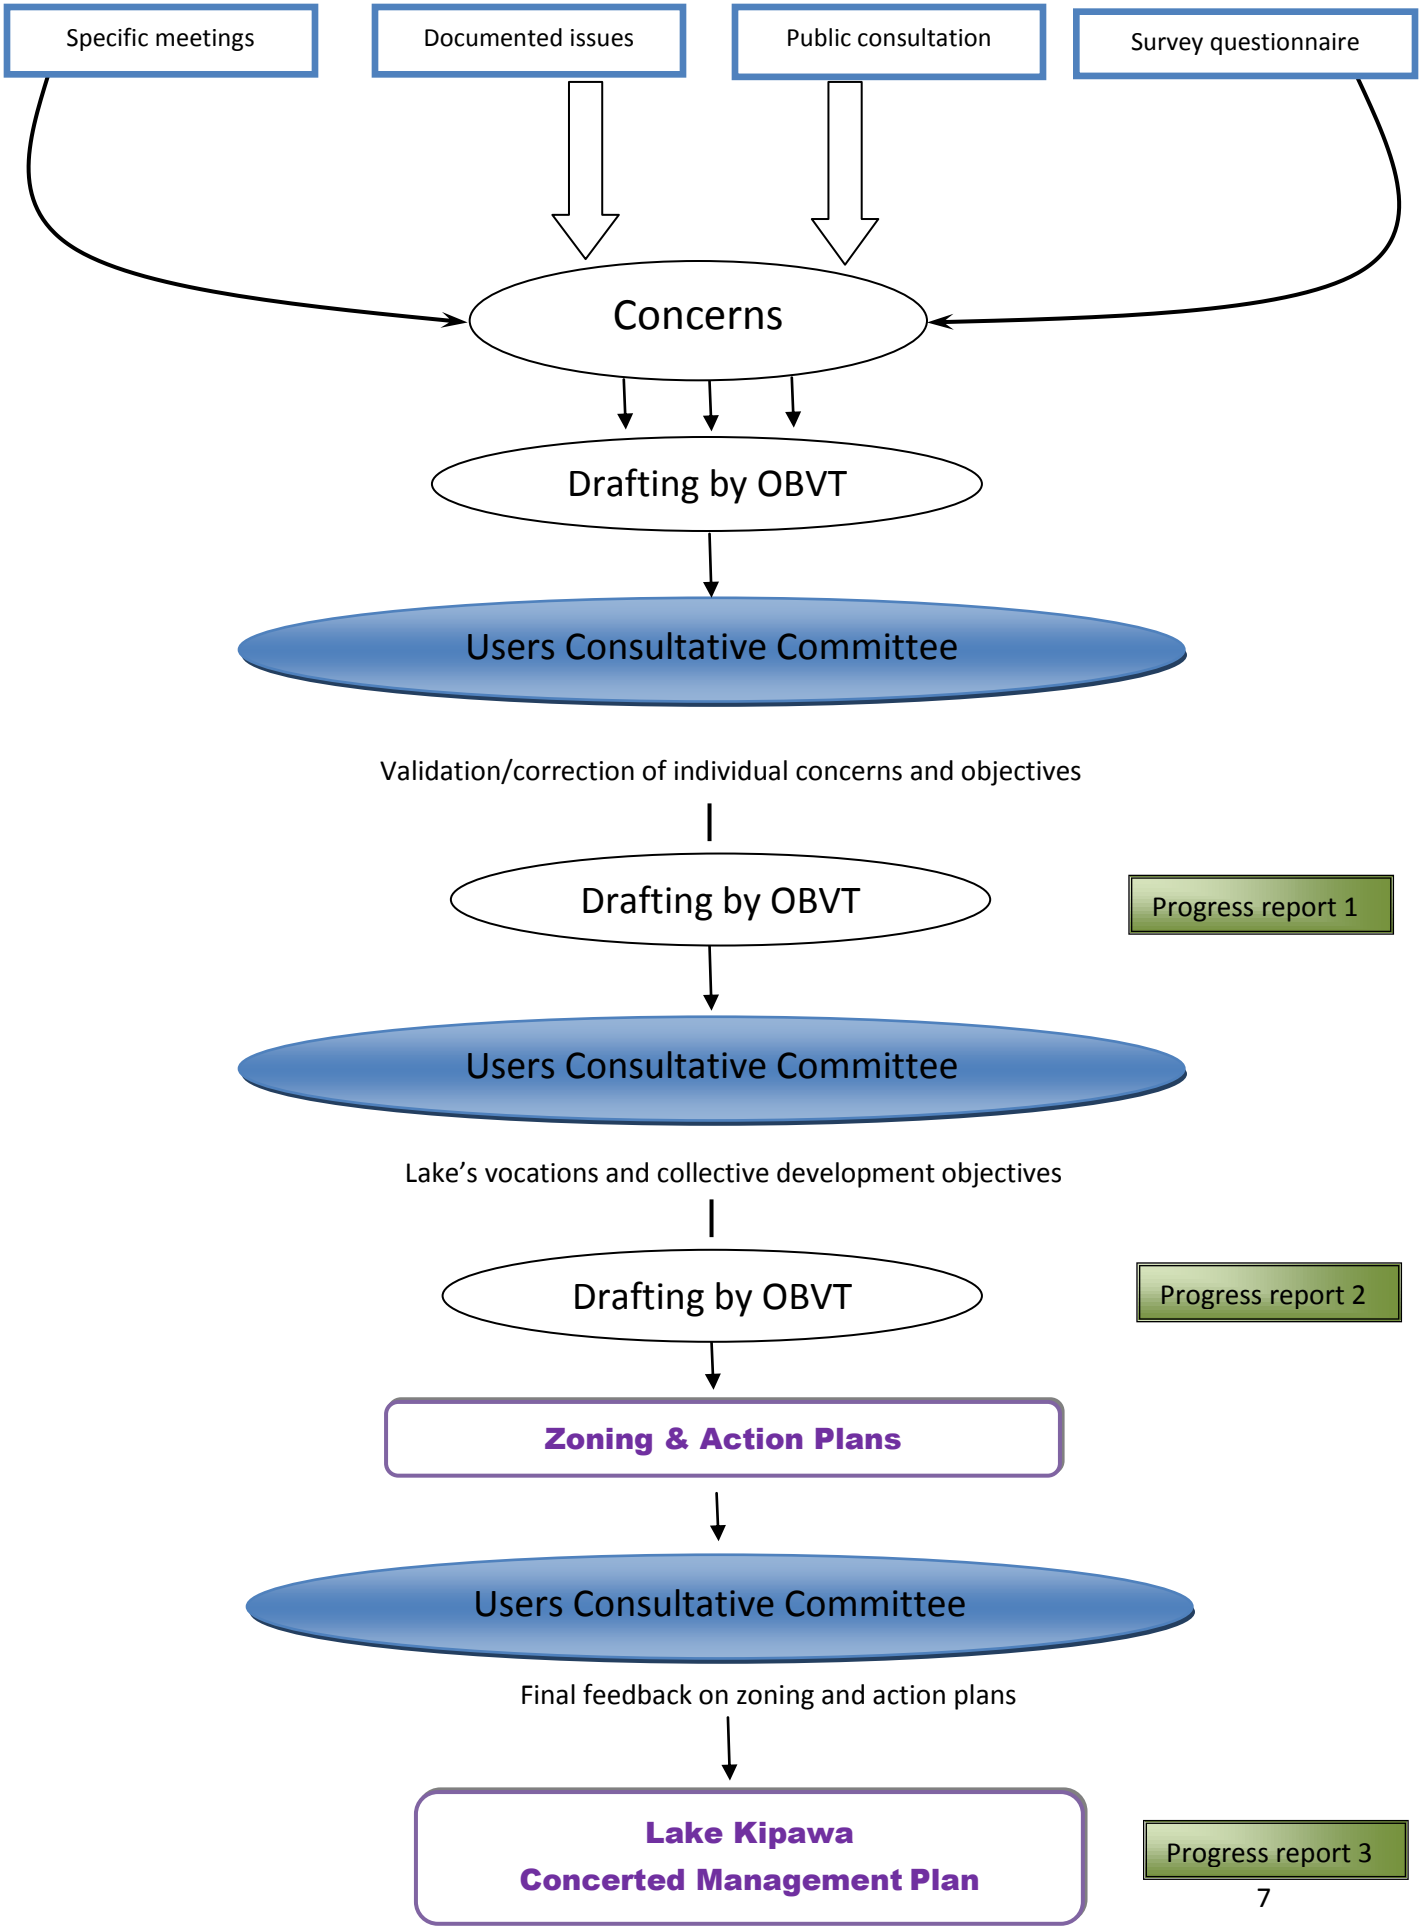 Specific meetings
Documented issues
Public consultation
Survey questionnaire
Concerns
Drafting by OBVT
Users Consultative Committee
Validation/correction of individual concerns and objectives
Drafting by OBVT
Progress report 1
Users Consultative Committee
Lake’s vocations and collective development objectives
Drafting by OBVT
Progress report 2
Zoning & Action Plans
Users Consultative Committee
Final feedback on zoning and action plans
Lake Kipawa
Concerted Management Plan
Progress report 3
7